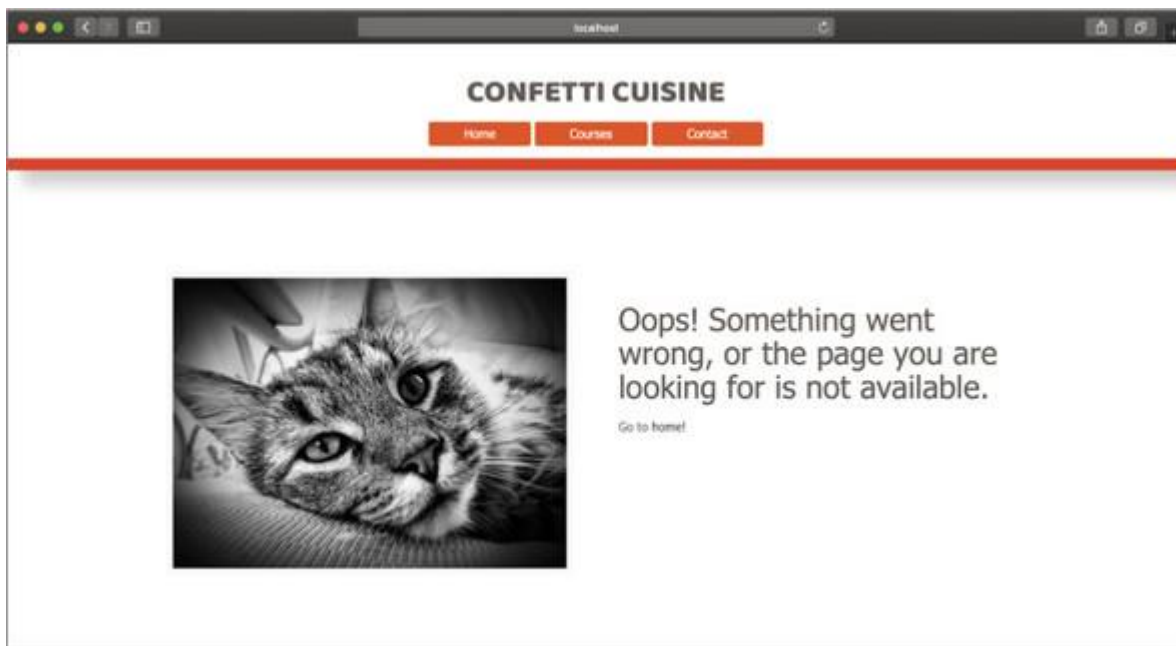 localhost
CONFETTI CUISINE
Home Courses Contact
Oops! Something went
wrong, or the page you are
looking for is not available.
Go to home!